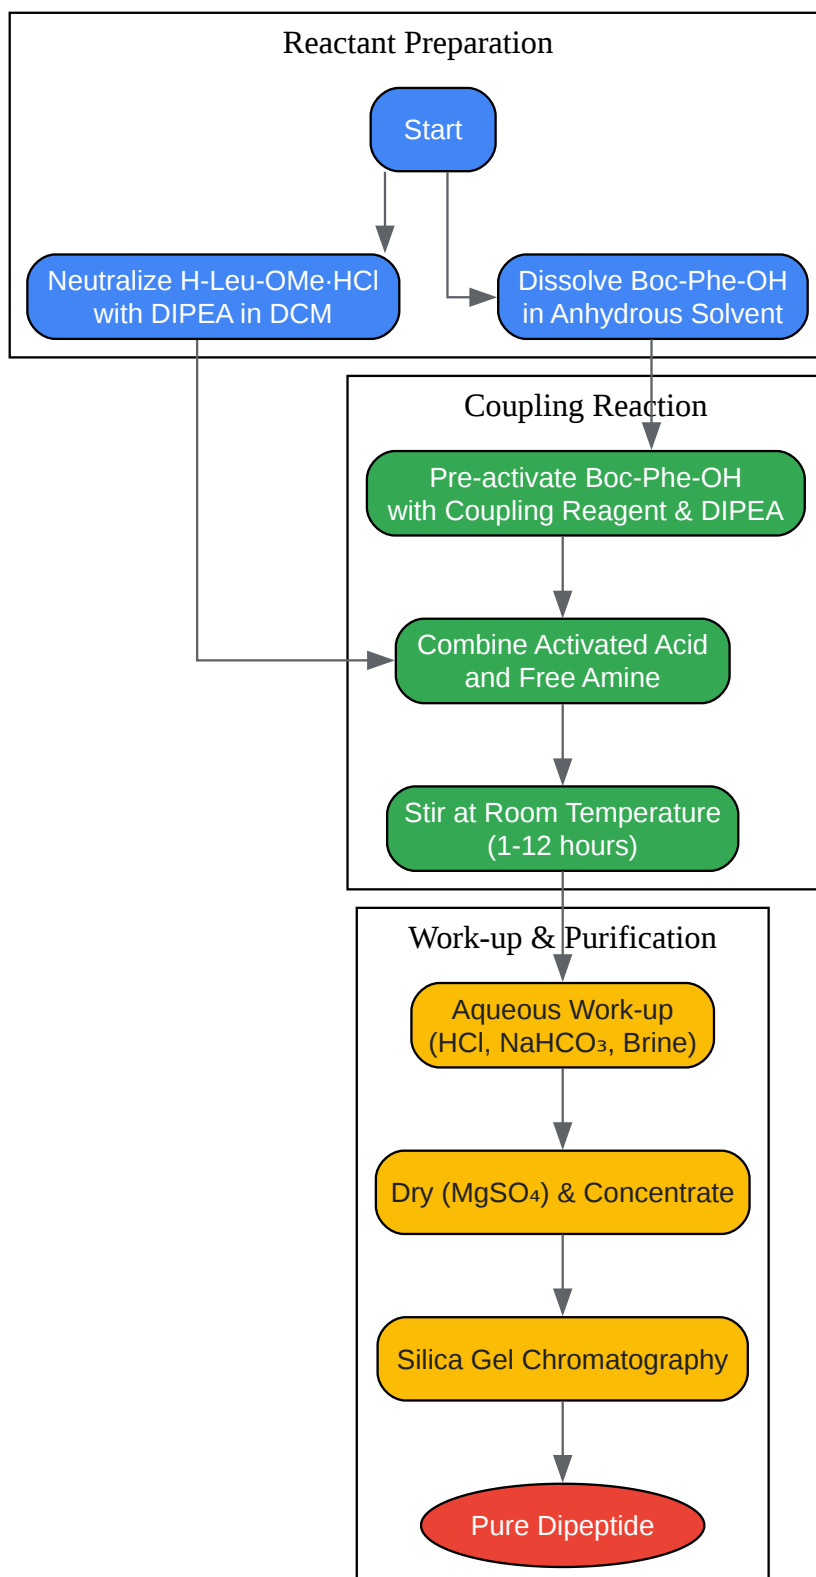 Reactant Preparation
Start
Neutralize H-Leu-OMe·HCl
with DIPEA in DCM
Dissolve Boc-Phe-OH
in Anhydrous Solvent
Coupling Reaction
Pre-activate Boc-Phe-OH
with Coupling Reagent & DIPEA
Combine Activated Acid
and Free Amine
Stir at Room Temperature
(1-12 hours)
Work-up & Purification
Aqueous Work-up
(HCl, NaHCO₃, Brine)
Dry (MgSO₄) & Concentrate
Silica Gel Chromatography
Pure Dipeptide